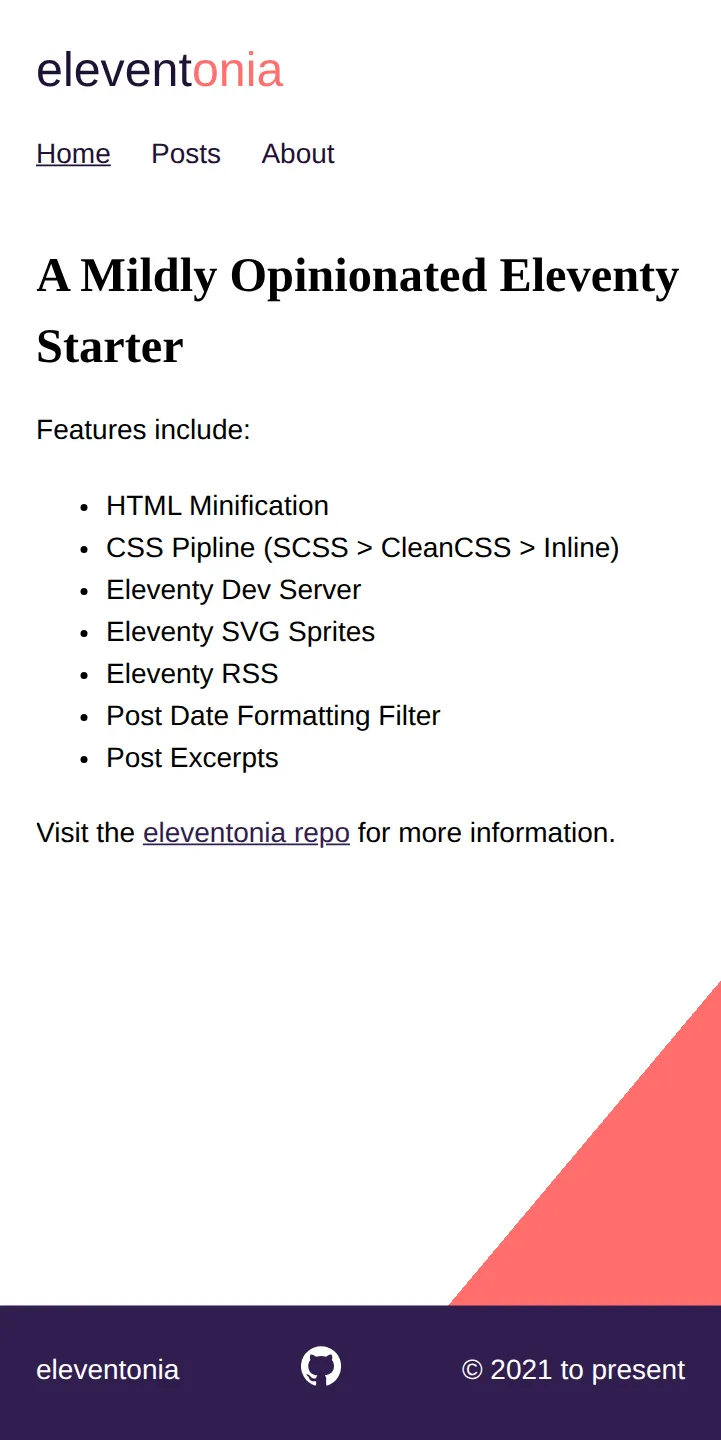 eleventonia
Home Posts About
A Mildly Opinionated Eleventy
Starter
Features include:
• HTML Minification
• CSS Pipline (SCSS > CleanCSS > Inline)
• Eleventy Dev Server
• Eleventy SVG Sprites
• Eleventy RSS
• Post Date Formatting Filter
• Post Excerpts
Visit the eleventonia repo for more information.
eleventonia © 2021 to present